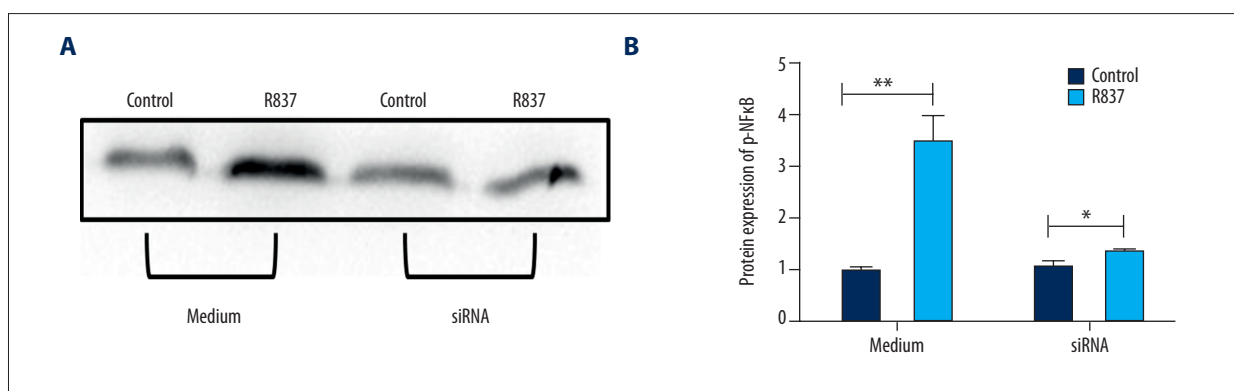 A
Control R837 Control R837
Medium siRNA
B
Protein expression of p-NFκB
5
4
3
2
1
0
**
*
Control
R837
Medium siRNA